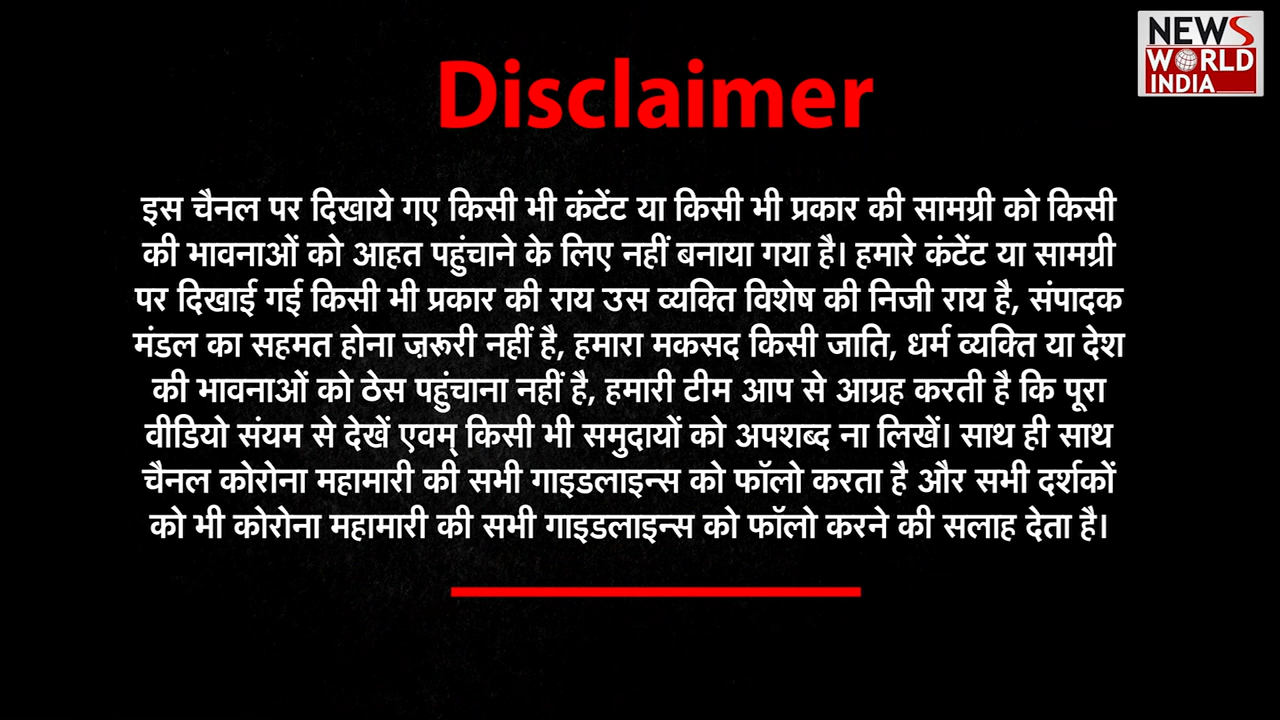 NEWS
WORLD
INDIA
Disclaimer
इस चैनल पर दिखाये गए किसी भी कंटेंट या किसी भी प्रकार की सामग्री को किसी
की भावनाओं को आहत पहुंचाने के लिए नहीं बनाया गया है। हमारे कंटेंट या सामग्री
पर दिखाई गई किसी भी प्रकार की राय उस व्यक्ति विशेष की निजी राय है, संपादक
मंडल का सहमत होना ज़रूरी नहीं है, हमारा मकसद किसी जाति, धर्म व्यक्ति या देश
की भावनाओं को ठेस पहुंचाना नहीं है, हमारी टीम आप से आग्रह करती है कि पूरा
वीडियो संयम से देखें एवम् किसी भी समुदायों को अपशब्द ना लिखें। साथ ही साथ
चैनल कोरोना महामारी की सभी गाइडलाइन्स को फॉलो करता है और सभी दर्शकों
को भी कोरोना महामारी की सभी गाइडलाइन्स को फॉलो करने की सलाह देता है।